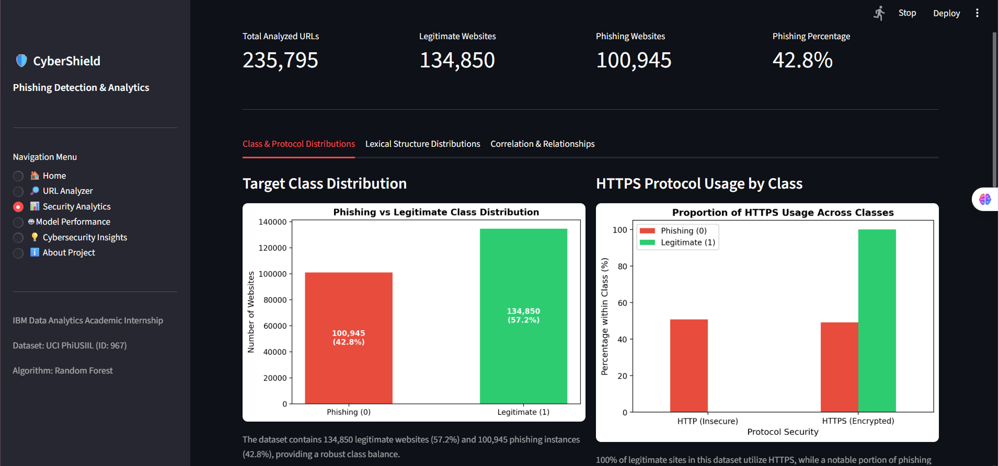 Stop
Deploy
CyberShield
Phishing Detection & Analytics
Navigation Menu
Home
URL Analyzer
Security Analytics
Model Performance
Cybersecurity Insights
About Project
IBM Data Analytics Academic Internship
Dataset: UCI PhiUSIIL (ID: 967)
Algorithm: Random Forest
Total Analyzed URLs
235,795
Legitimate Websites
134,850
Phishing Websites
100,945
Phishing Percentage
42.8%
Class & Protocol Distributions
Lexical Structure Distributions
Correlation & Relationships
Target Class Distribution
Phishing vs Legitimate Class Distribution
Number of Websites
140000
120000
100000
80000
60000
40000
20000
0
100,945
(42.8%)
134,850
(57.2%)
Phishing (0)
Legitimate (1)
The dataset contains 134,850 legitimate websites (57.2%) and 100,945 phishing instances
(42.8%), providing a robust class balance.
HTTPS Protocol Usage by Class
Proportion of HTTPS Usage Across Classes
Phishing (0)
Legitimate (1)
Percentage within Class (%)
100
80
60
40
20
0
HTTP (Insecure)
HTTPS (Encrypted)
Protocol Security
100% of legitimate sites in this dataset utilize HTTPS, while a notable portion of phishing